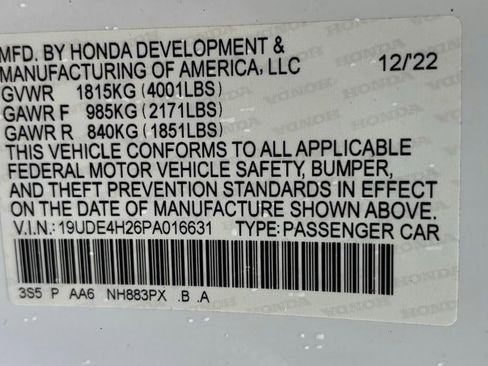 MFD. BY HONDA DEVELOPMENT &
MANUFACTURING OF AMERICA, LLC 12/'22
GVWR 1815KG (4001LBS)
GAWR F 985KG (2171LBS)
GAWR R 840KG (1851LBS)
THIS VEHICLE CONFORMS TO ALL APPLICABLE
FEDERAL MOTOR VEHICLE SAFETY, BUMPER,
AND THEFT PREVENTION STANDARDS IN EFFECT
ON THE DATE OF MANUFACTURE SHOWN ABOVE.
V.I.N.: 19UDE4H26PA016631 TYPE: PASSENGER CAR
3S5 P AA6 NH883PX .B .A